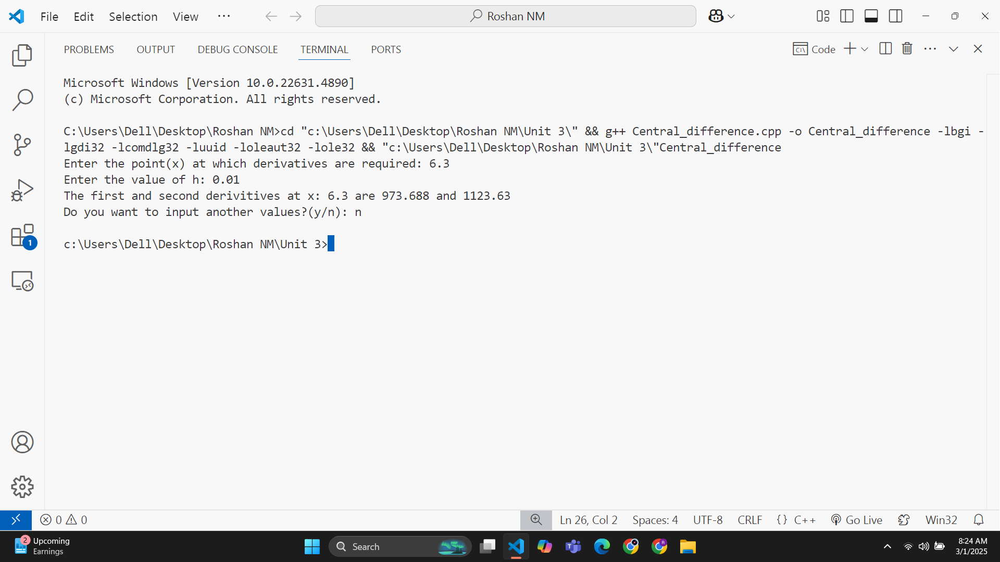 File Edit Selection View ... Roshan NM
PROBLEMS OUTPUT DEBUG CONSOLE TERMINAL PORTS Code
Microsoft Windows [Version 10.0.22631.4890]
(c) Microsoft Corporation. All rights reserved.
C:\Users\Dell\Desktop\Roshan NM>cd "c:\Users\Dell\Desktop\Roshan NM\Unit 3\" && g++ Central_difference.cpp -o Central_difference -lbgi -
lgdi32 -lcomdlg32 -luuid -loleaut32 -lole32 && "c:\Users\Dell\Desktop\Roshan NM\Unit 3\"Central_difference
Enter the point(x) at which derivatives are required: 6.3
Enter the value of h: 0.01
The first and second derivitives at x: 6.3 are 973.688 and 1123.63
Do you want to input another values?(y/n): n
c:\Users\Dell\Desktop\Roshan NM\Unit 3>
1
0 0 Ln 26, Col 2 Spaces: 4 UTF-8 CRLF {} C++ Go Live Win32
2 Upcoming
Earnings
Search
8:24 AM
3/1/2025